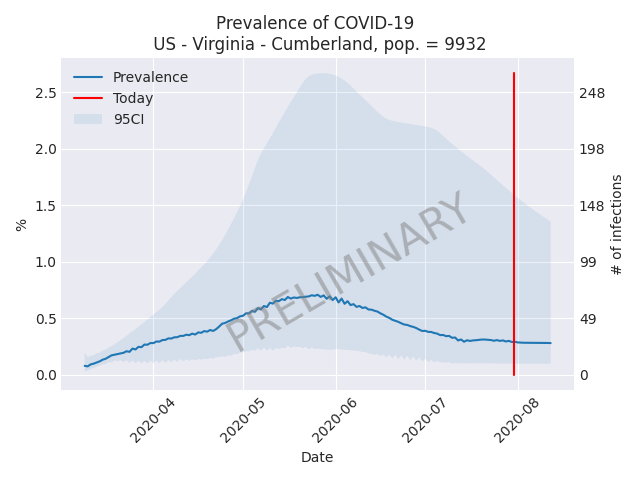 Prevalence of COVID-19
US - Virginia - Cumberland, pop. = 9932
Prevalence
Today
95CI
PRELIMINARY
%
2.5
2.0
1.5
1.0
0.5
0.0
248
198
148
99
49
0
# of infections
2020-04
2020-05
2020-06
2020-07
2020-08
Date